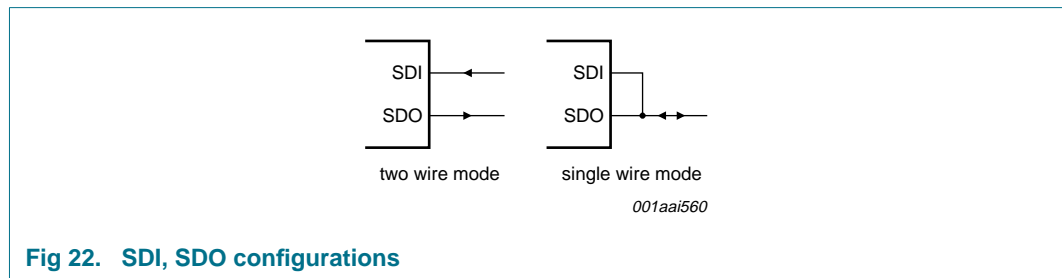 SDI
SDO
two wire mode
SDI
SDO
single wire mode
001aai560
Fig 22. SDI, SDO configurations